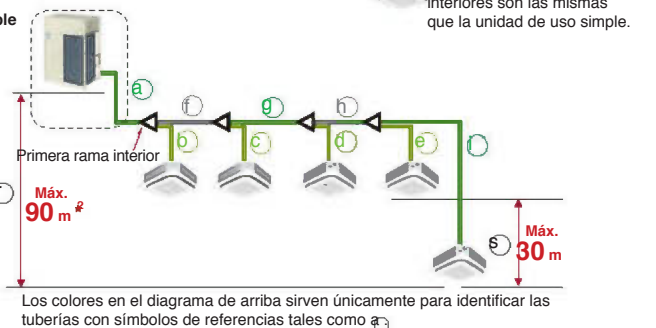 interiores son las mismas
que la unidad de uso simple.
ple
a
f
g
h
b
c
d
e
i
Primera rama interior
r
Máx.
90 m *2
s
Máx.
30 m
Los colores en el diagrama de arriba sirven únicamente para identificar las
tuberías con símbolos de referencias tales como a